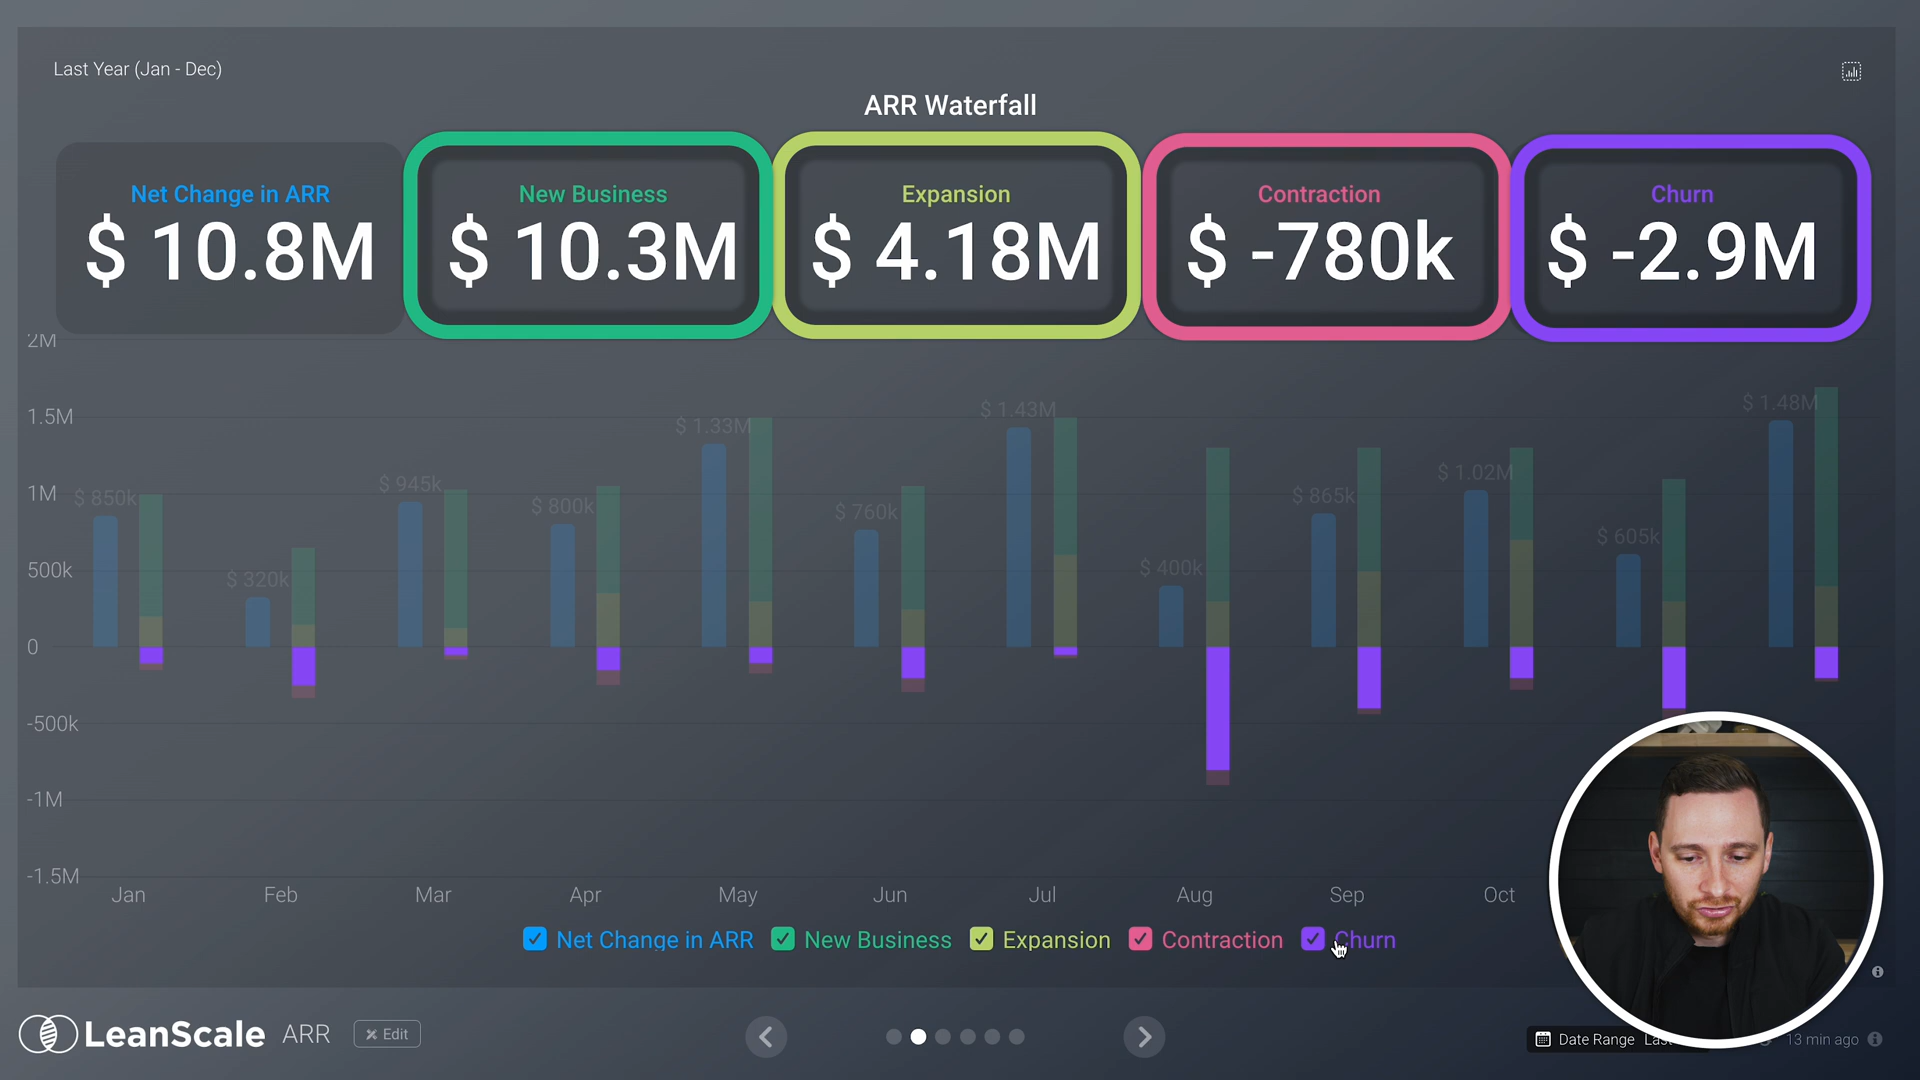 Last Year (Jan - Dec)
ARR Waterfall
Net Change in ARR
$ 10.8M
New Business
$ 10.3M
Expansion
$ 4.18M
Contraction
$ -780k
Churn
$ -2.9M
2M
1.5M
1M
500k
0
-500k
-1M
-1.5M
$ 850k
$ 320k
$ 945k
$ 800k
$ 1.33M
$ 760k
$ 1.43M
$ 400k
$ 865k
$ 1.02M
$ 605k
$ 1.48M
Jan Feb Mar Apr May Jun Jul Aug Sep Oct
Net Change in ARR New Business Expansion Contraction Churn
LeanScale ARR Edit
Date Range 13 min ago